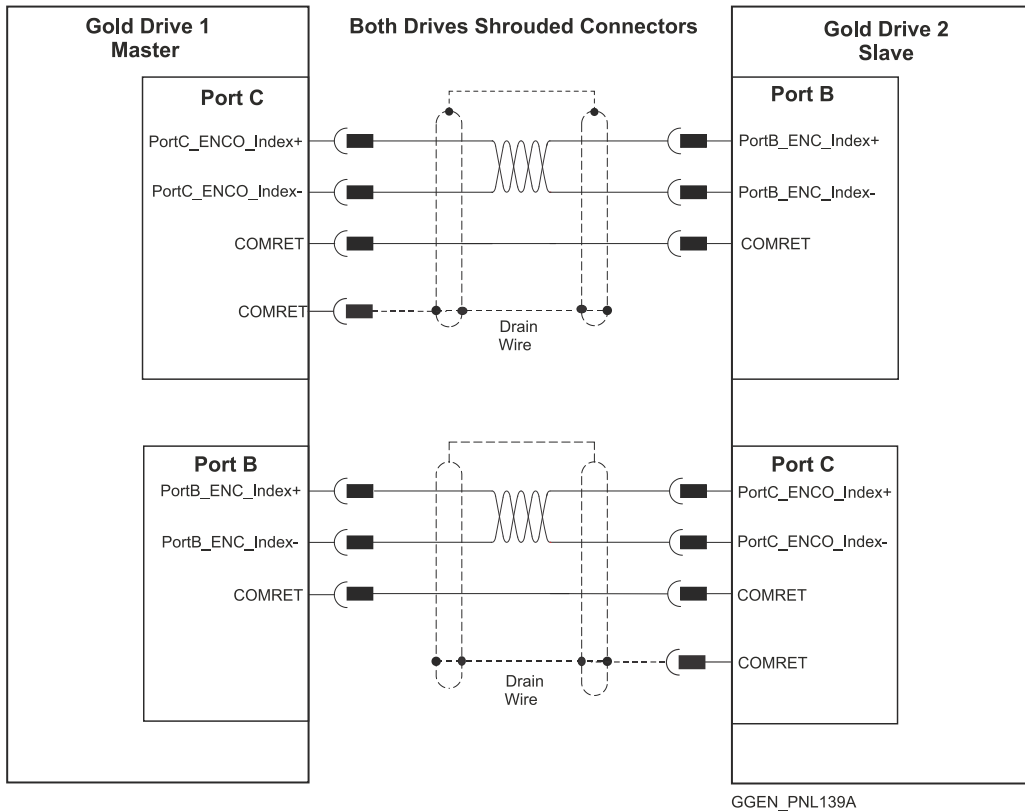 Gold Drive 1
Master
Both Drives Shrouded Connectors
Gold Drive 2
Slave
Port C
PortC_ENCO_Index+
PortC_ENCO_Index-
COMRET
COMRET
Drain
Wire
Port B
PortB_ENC_Index+
PortB_ENC_Index-
COMRET
Port B
PortB_ENC_Index+
PortB_ENC_Index-
COMRET
Drain
Wire
Port C
PortC_ENCO_Index+
PortC_ENCO_Index-
COMRET
COMRET
GGEN_PNL139A